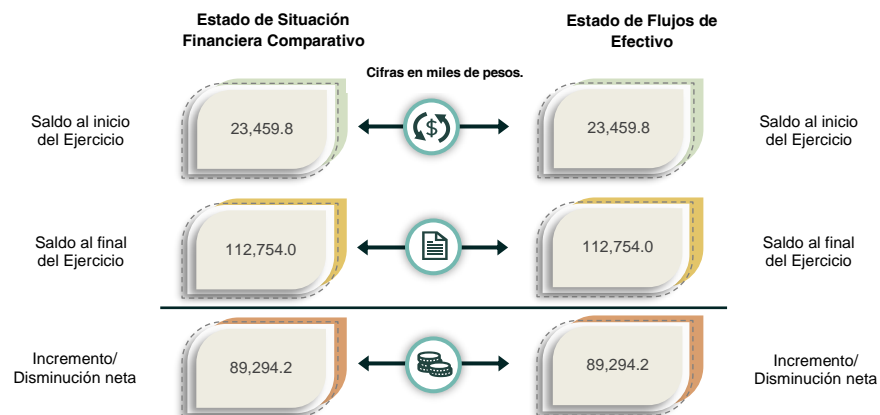 Estado de Situación
Financiera Comparativo
Estado de Flujos de
Efectivo
Cifras en miles de pesos.
Saldo al inicio
del Ejercicio
23,459.8
$
23,459.8
Saldo al inicio
del Ejercicio
Saldo al final
del Ejercicio
112,754.0
112,754.0
Saldo al final
del Ejercicio
Incremento/
Disminución neta
89,294.2
89,294.2
Incremento/
Disminución neta